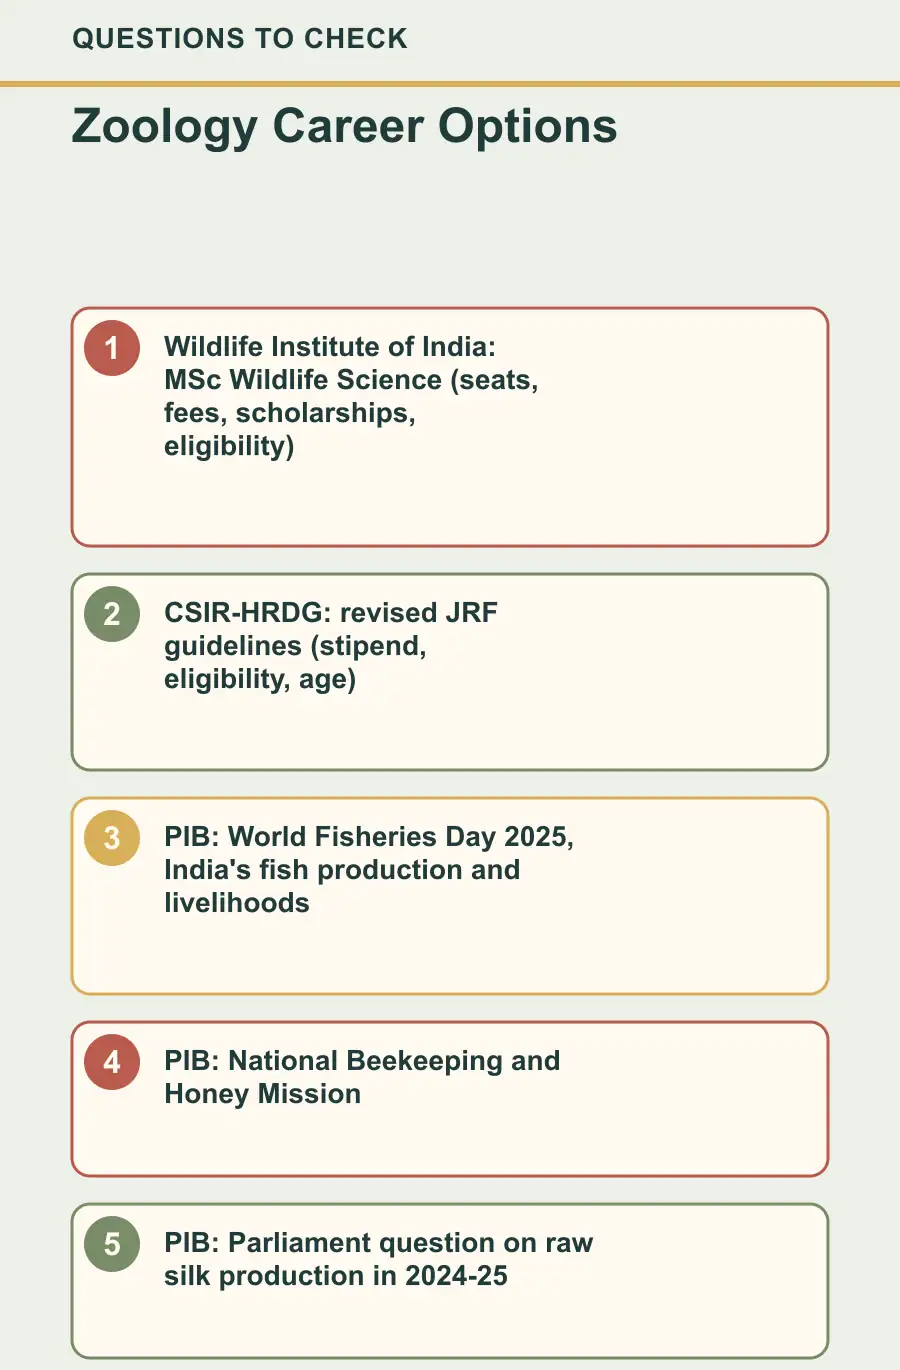 QUESTIONS TO CHECK
Zoology Career Options
1
Wildlife Institute of India:
MSc Wildlife Science (seats,
fees, scholarships,
eligibility)
2
CSIR-HRDG: revised JRF
guidelines (stipend,
eligibility, age)
3
PIB: World Fisheries Day 2025,
India's fish production and
livelihoods
4
PIB: National Beekeeping and
Honey Mission
5
PIB: Parliament question on raw
silk production in 2024-25